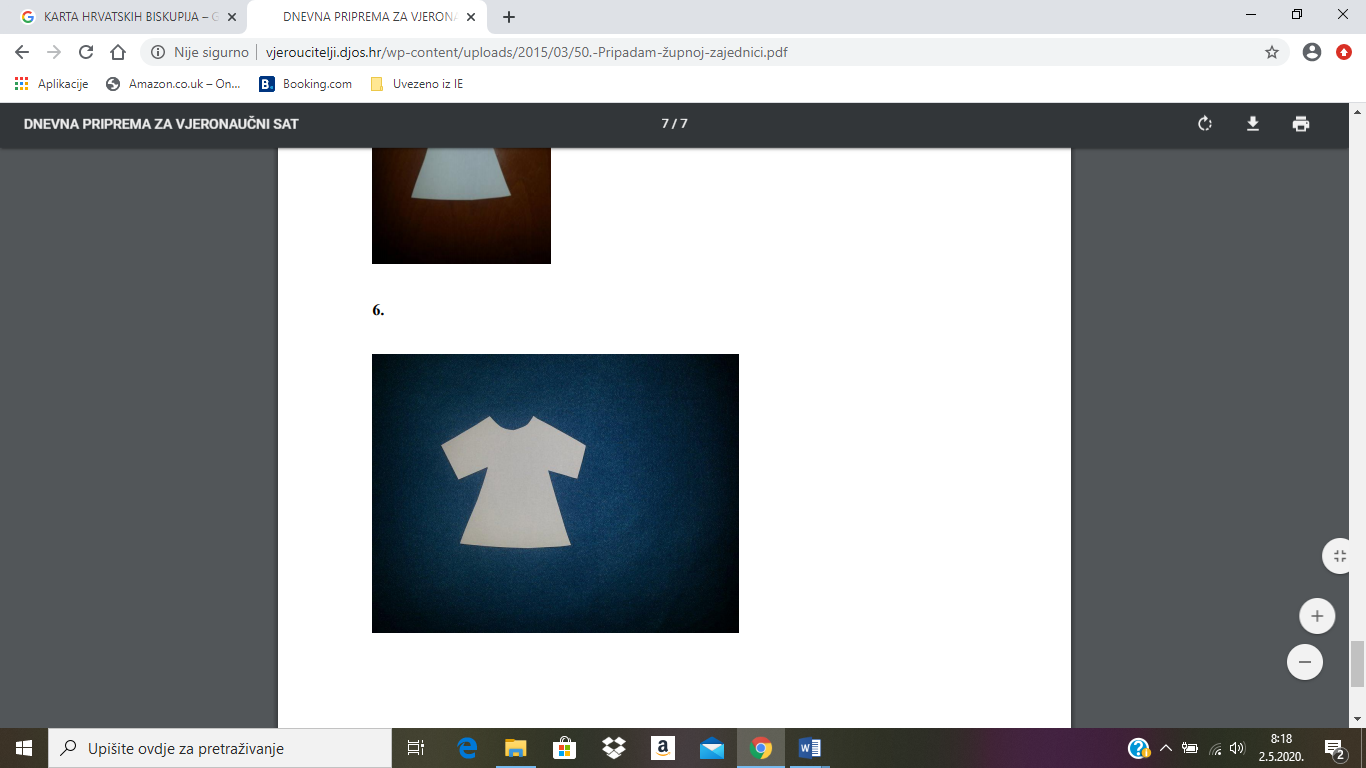 KARTA HRVATSKIH BISKUPIJA – G
DNEVNA PRIPREMA ZA VJERONA
Nije sigurno
vjeroucitelji.djos.hr/wp-content/uploads/2015/03/50.-Pripadam-župnoj-zajednici.pdf
Aplikacije
Amazon.co.uk – On...
B.
Booking.com
Uvezeno iz IE
DNEVNA PRIPREMA ZA VJERONAUČNI SAT
7 / 7
6.
Upišite ovdje za pretraživanje
8:18
2.5.2020.
2